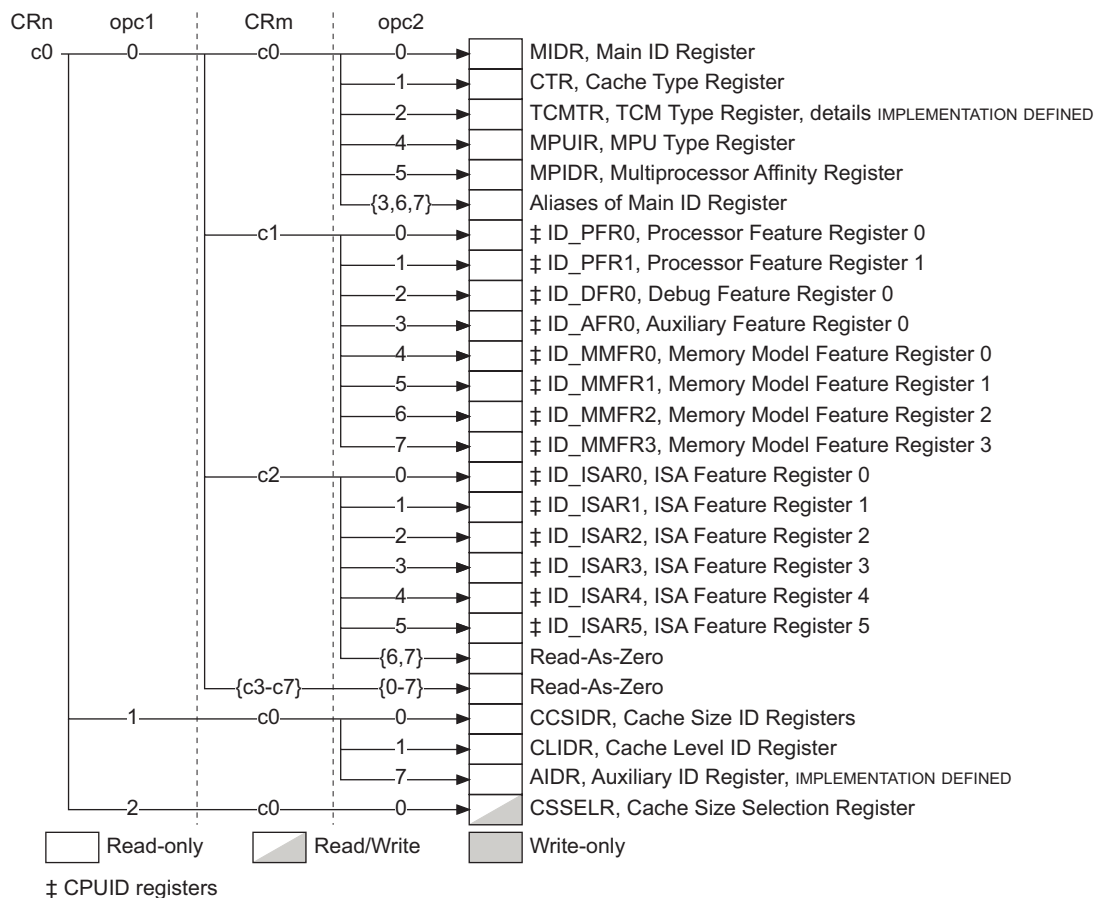 CRn opc1 CRm opc2
c0 0 c0 0 MIDR, Main ID Register
1 CTR, Cache Type Register
2 TCMTR, TCM Type Register, details IMPLEMENTATION DEFINED
4 MPUIR, MPU Type Register
5 MPIDR, Multiprocessor Affinity Register
{3,6,7} Aliases of Main ID Register
c1 0 ‡ ID_PFR0, Processor Feature Register 0
1 ‡ ID_PFR1, Processor Feature Register 1
2 ‡ ID_DFR0, Debug Feature Register 0
3 ‡ ID_AFR0, Auxiliary Feature Register 0
4 ‡ ID_MMFR0, Memory Model Feature Register 0
5 ‡ ID_MMFR1, Memory Model Feature Register 1
6 ‡ ID_MMFR2, Memory Model Feature Register 2
7 ‡ ID_MMFR3, Memory Model Feature Register 3
c2 0 ‡ ID_ISAR0, ISA Feature Register 0
1 ‡ ID_ISAR1, ISA Feature Register 1
2 ‡ ID_ISAR2, ISA Feature Register 2
3 ‡ ID_ISAR3, ISA Feature Register 3
4 ‡ ID_ISAR4, ISA Feature Register 4
5 ‡ ID_ISAR5, ISA Feature Register 5
{6,7} Read-As-Zero
{c3-c7} {0-7} Read-As-Zero
1 c0 0 CCSIDR, Cache Size ID Registers
1 CLIDR, Cache Level ID Register
7 AIDR, Auxiliary ID Register, IMPLEMENTATION DEFINED
2 c0 0 CSSELR, Cache Size Selection Register
Read-only Read/Write Write-only
‡ CPUID registers